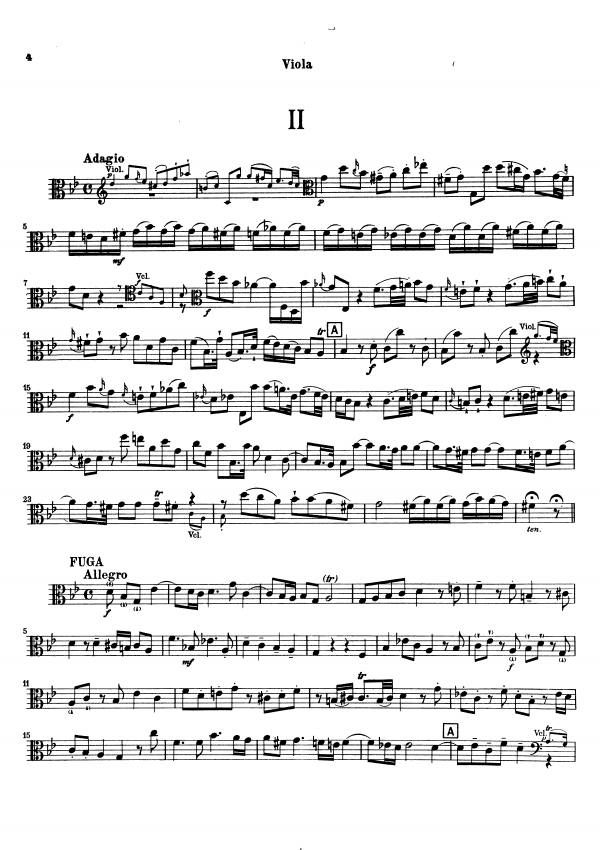 4
Viola
II
Adagio
Viol.
p
p
5
mf
7
Vcl.
f
11
tr
A
f
Viol.
15
f
19
23
tr
Vcl.
ten.
FUGA
Allegro
f
(tr)
5
mf
f
11
tr
15
A
Vcl.
tr
p